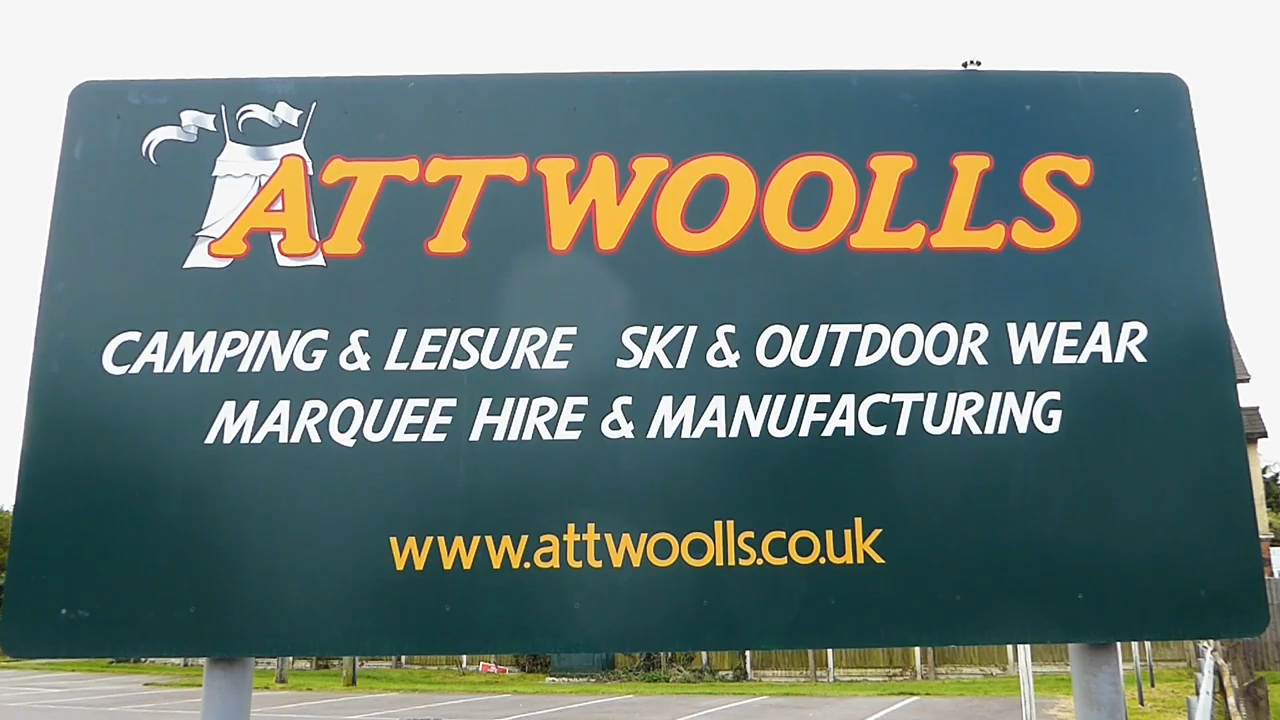 ATTWOOLLS
CAMPING & LEISURE SKI & OUTDOOR WEAR
MARQUEE HIRE & MANUFACTURING
www.attwoolls.co.uk